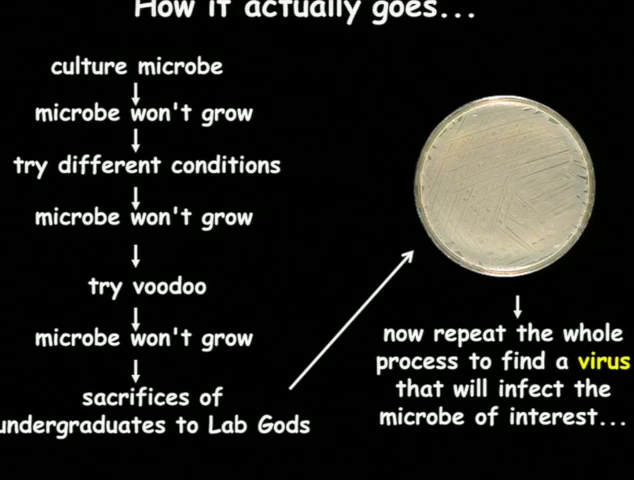 How it actually goes...
culture microbe
microbe won't grow
try different conditions
microbe won't grow
try voodoo
microbe won't grow
sacrifices of
undergraduates to Lab Gods
now repeat the whole
process to find a virus
that will infect the
microbe of interest...